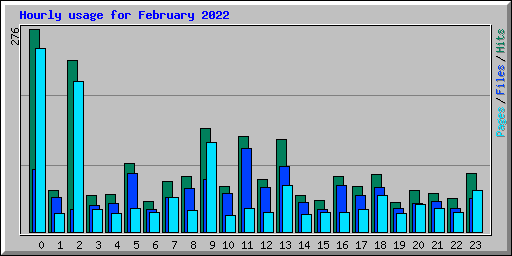 Hourly usage for February 2022
276
Pages / Files / Hits
0 1 2 3 4 5 6 7 8 9 10 11 12 13 14 15 16 17 18 19 20 21 22 23